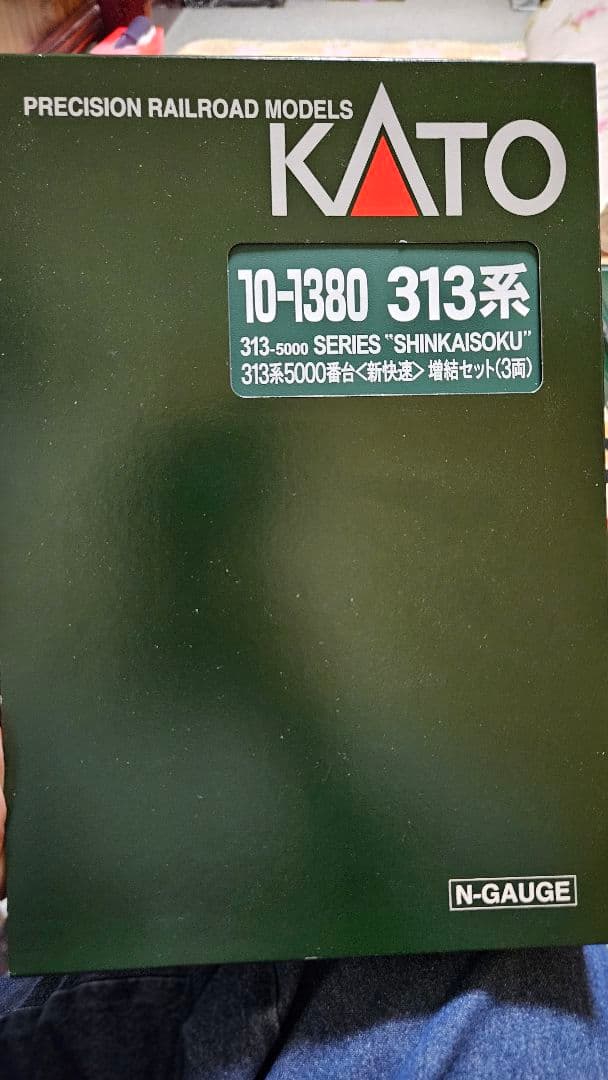 PRECISION RAILROAD MODELS
KATO
10-1380 313系
313-5000 SERIES "SHINKAISOKU"
313系5000番台<新快速> 増結セット(3両)
N-GAUGE